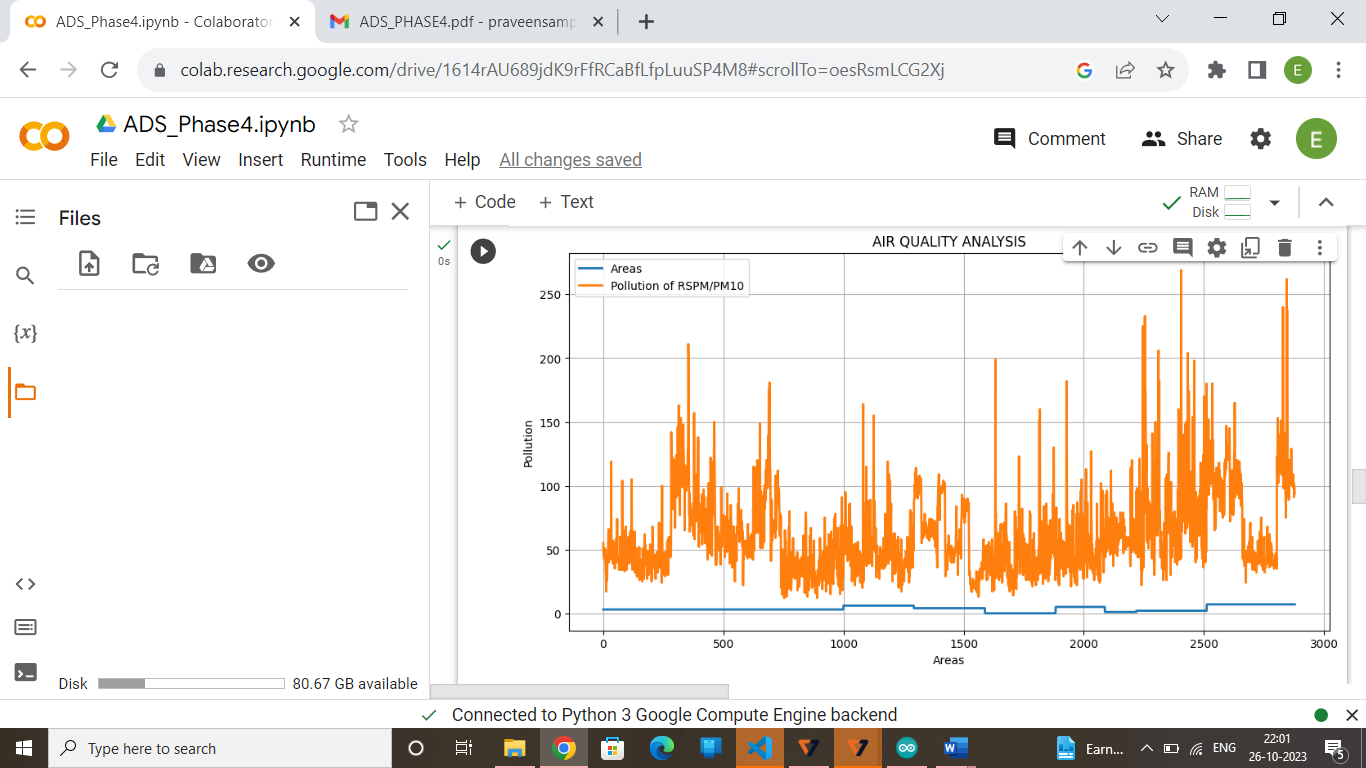 ADS_Phase4.ipynb - Colaborator
ADS_PHASE4.pdf - praveensamp
colab.research.google.com/drive/1614rAU689jdK9rFfRCaBfLfpLuuSP4M8#scrollTo=oesRsmLCG2Xj
E
ADS_Phase4.ipynb
File Edit View Insert Runtime Tools Help All changes saved
Comment Share E
Files
+ Code + Text
RAM
Disk
{x}
0s
AIR QUALITY ANALYSIS
Areas
Pollution of RSPM/PM10
250
200
150
100
50
0
Pollution
0 500 1000 1500 2000 2500 3000
Areas
Disk 80.67 GB available
Connected to Python 3 Google Compute Engine backend
Type here to search
Earn...
ENG
22:01
26-10-2023
5